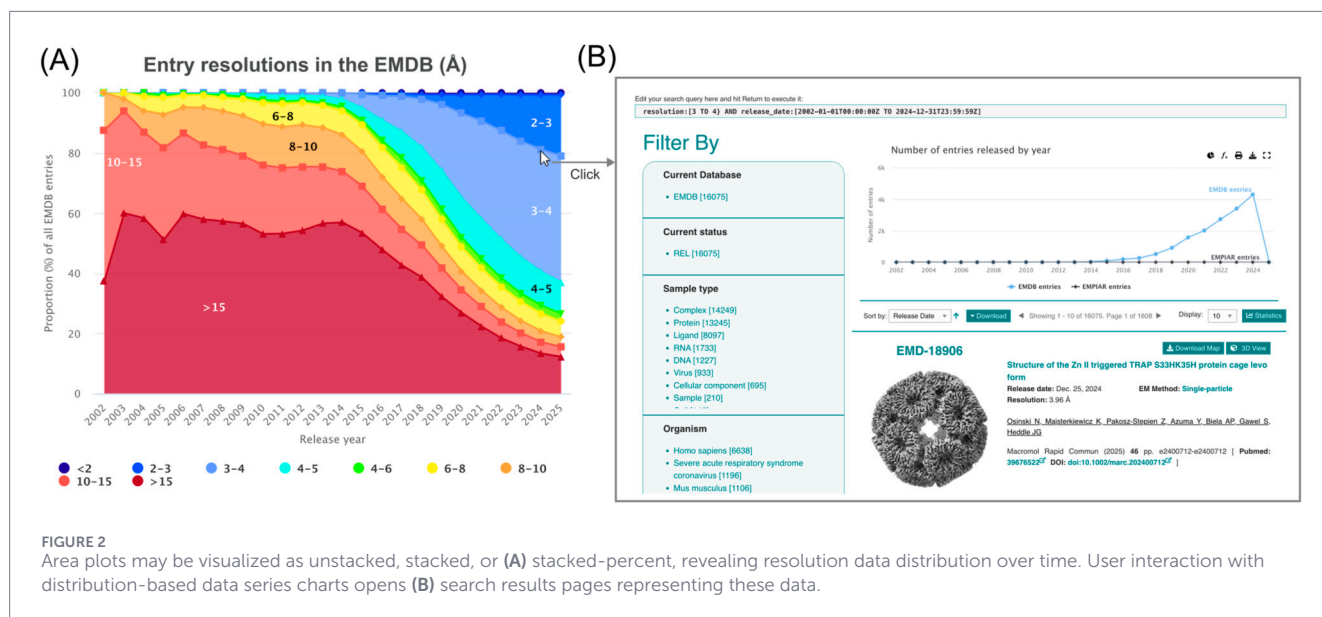 (A)
Entry resolutions in the EMDB (Å)
Proportion (%) of all EMDB entries
100
80
60
40
20
0
2-3
6-8
8-10
10-15
3-4
4-5
>15
2002
2003
2004
2005
2006
2007
2008
2009
2010
2011
2012
2013
2014
2015
2016
2017
2018
2019
2020
2021
2022
2023
2024
2025
Release year
<2 2-3 3-4 4-5 4-6 6-8 8-10
10-15 >15
Click
(B)
Edit your search query here and hit Return to execute it:
resolution:[3 TO 4} AND release_date:[2002-01-01T00:00:00Z TO 2024-12-31T23:59:59Z]
Filter By
Current Database
• EMDB [16075]
Current status
• REL [16075]
Sample type
• Complex [14249]
• Protein [13245]
• Ligand [8097]
• RNA [1733]
• DNA [1227]
• Virus [933]
• Cellular component [695]
• Sample [210]
Organism
• Homo sapiens [6638]
• Severe acute respiratory syndrome
coronavirus [1196]
• Mus musculus [1106]
Number of entries released by year
Number of entries
6k
4k
2k
0
EMDB entries
EMPIAR entries
2002 2004 2006 2008 2010 2012 2014 2016 2018 2020 2022 2024
EMDB entries EMPIAR entries
Sort by: Release Date Download Showing 1 - 10 of 16075. Page 1 of 1608 Display: 10 Statistics
EMD-18906
Download Map 3D View
Structure of the Zn II triggered TRAP S33HK35H protein cage levo
form
Release date: Dec. 25, 2024 EM Method: Single-particle
Resolution: 3.96 Å
Osinski N, Maisterkiewicz K, Pakosz-Stepien Z, Azuma Y, Biela AP, Gawel S,
Heddle JG
Macromol Rapid Commun (2025) 46 pp. e2400712-e2400712 [ Pubmed:
39676522 DOI: doi:10.1002/marc.202400712 ]
FIGURE 2
Area plots may be visualized as unstacked, stacked, or (A) stacked-percent, revealing resolution data distribution over time. User interaction with
distribution-based data series charts opens (B) search results pages representing these data.